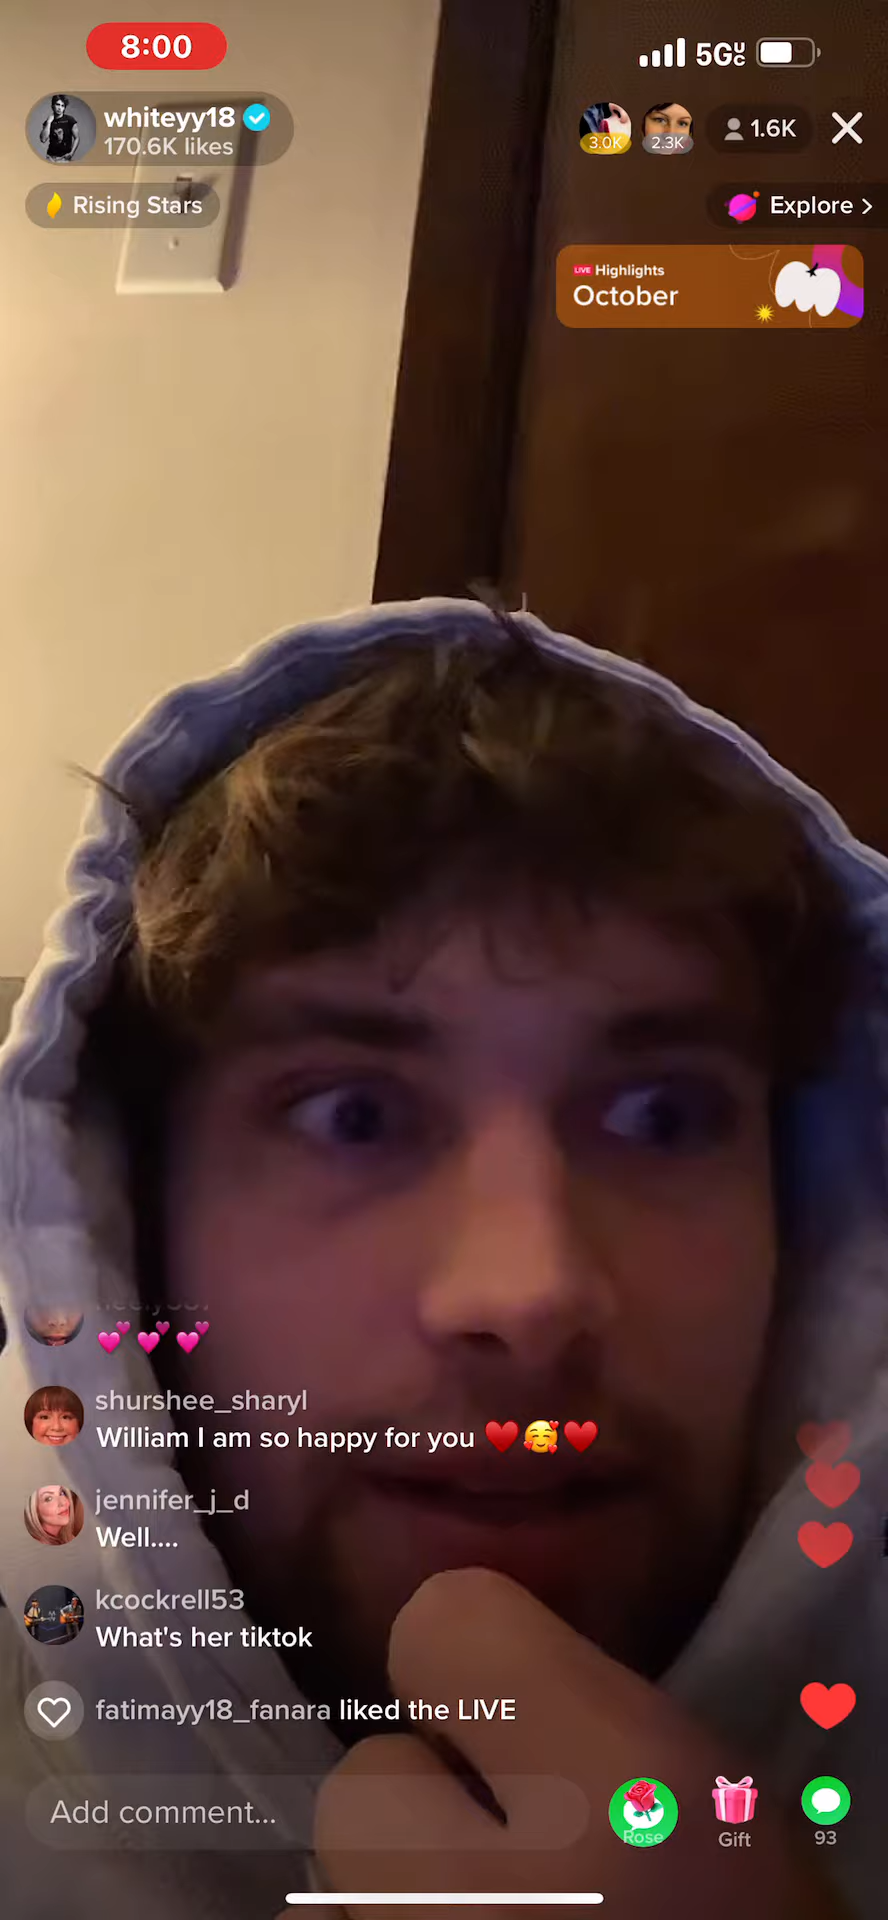 8:00
5G UC
whiteyy18
170.6K likes
3.0K
2.3K
1.6K
Rising Stars
Explore >
LIVE Highlights
October
shurshee_sharyl
William I am so happy for you ❤️🥰❤️
jennifer_j_d
Well....
kcockrell53
What's her tiktok
fatimayy18_fanara liked the LIVE
Add comment...
Rose
Gift
93